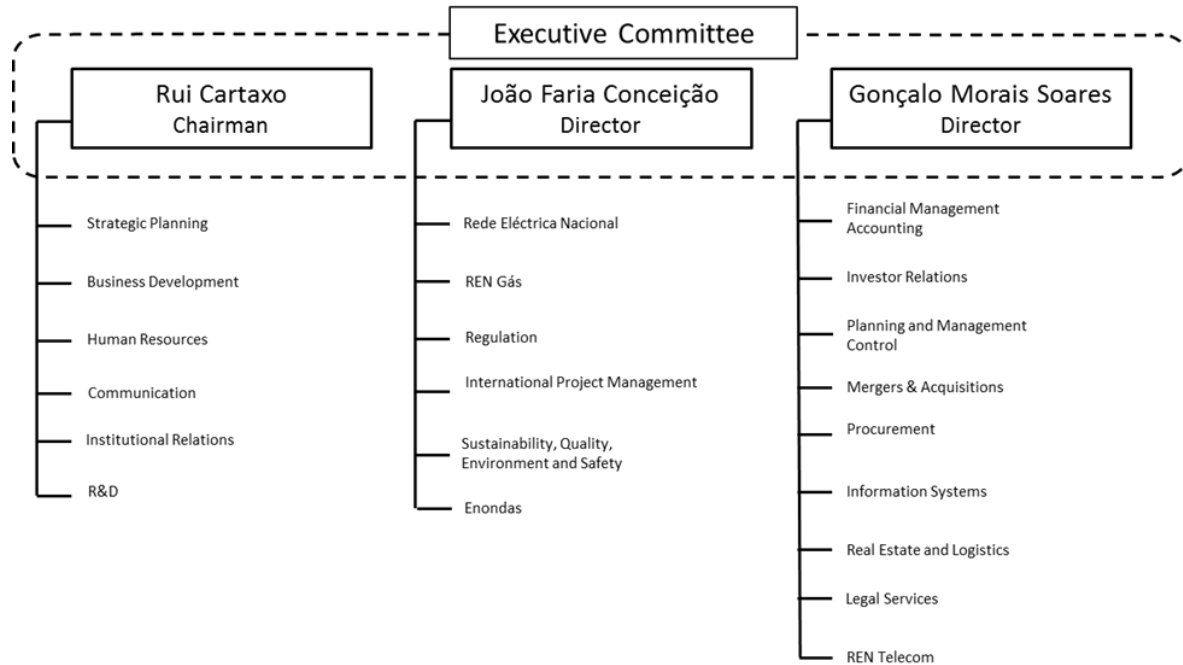 Executive Committee
Rui Cartaxo
Chairman
Strategic Planning
Business Development
Human Resources
Communication
Institutional Relations
R&D
João Faria Conceição
Director
Rede Eléctrica Nacional
REN Gás
Regulation
International Project Management
Sustainability, Quality,
Environment and Safety
Enondas
Gonçalo Morais Soares
Director
Financial Management
Accounting
Investor Relations
Planning and Management
Control
Mergers & Acquisitions
Procurement
Information Systems
Real Estate and Logistics
Legal Services
REN Telecom